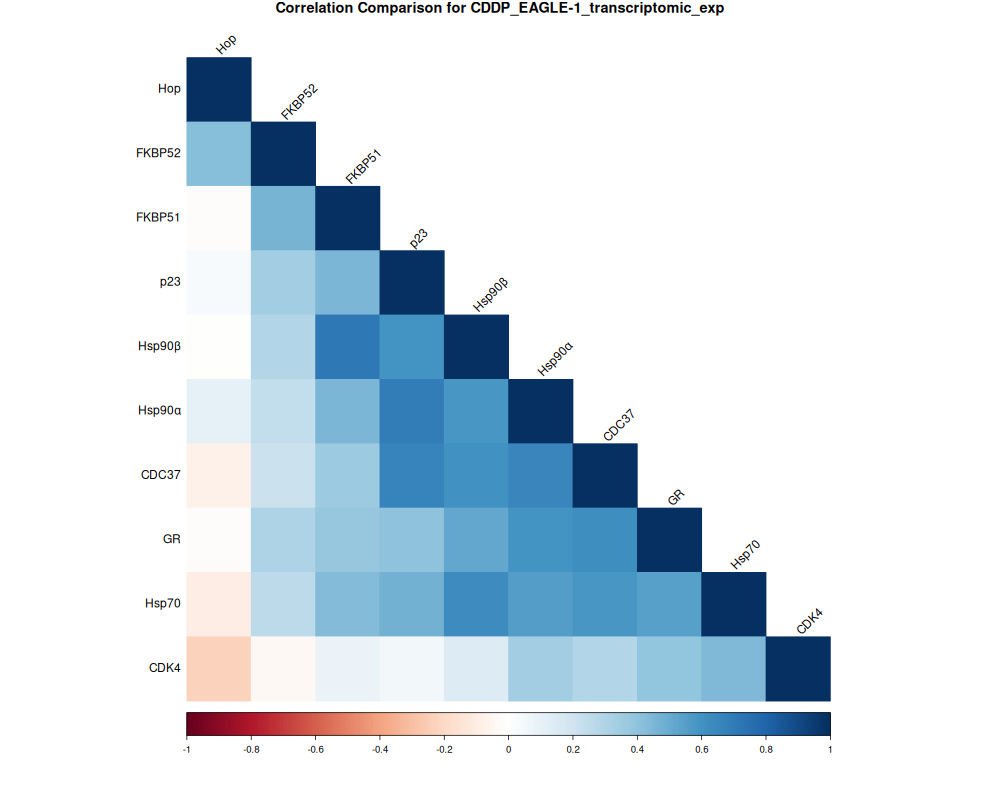 Correlation Comparison for CDDP_EAGLE-1_transcriptomic_exp
Hop
Hop
FKBP52
FKBP52
FKBP51
FKBP51
p23
p23
Hsp90β
Hsp90β
Hsp90α
Hsp90α
CDC37
CDC37
GR
GR
Hsp70
Hsp70
CDK4
CDK4
-1 -0.8 -0.6 -0.4 -0.2 0 0.2 0.4 0.6 0.8 1